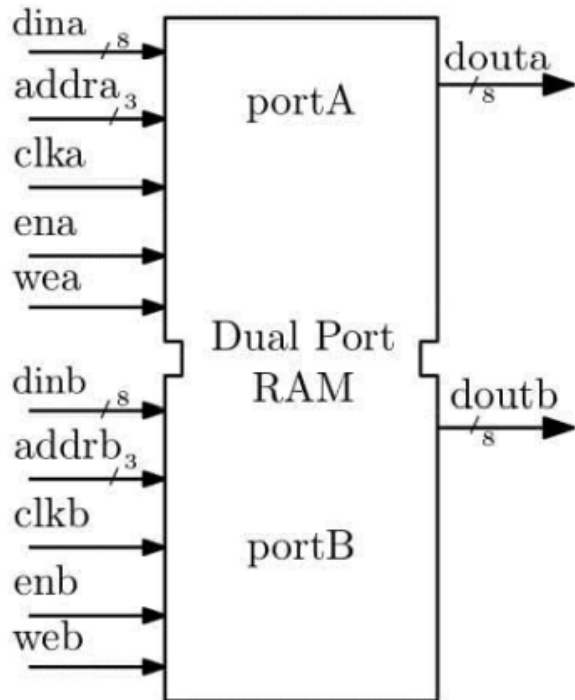 dina
8
douta
8
addra
3
portA
clka
ena
wea
Dual Port
RAM
dinb
8
doutb
8
addrb
3
clkb
portB
enb
web